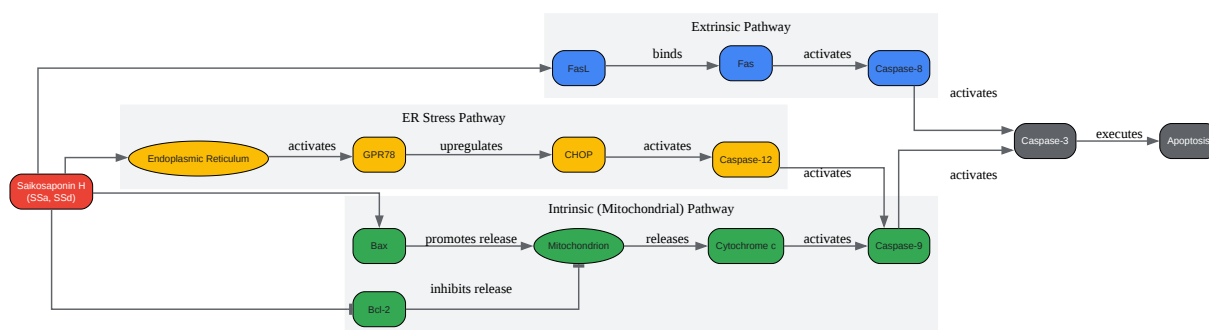 Extrinsic Pathway
FasL
binds
Fas
activates
Caspase-8
activates
ER Stress Pathway
Endoplasmic Reticulum
activates
GPR78
upregulates
CHOP
activates
Caspase-12
activates
Caspase-3
executes
Apoptosis
activates
Saikosaponin H
(SSa, SSd)
Intrinsic (Mitochondrial) Pathway
Bax
promotes release
Mitochondrion
releases
Cytochrome c
activates
Caspase-9
Bcl-2
inhibits release